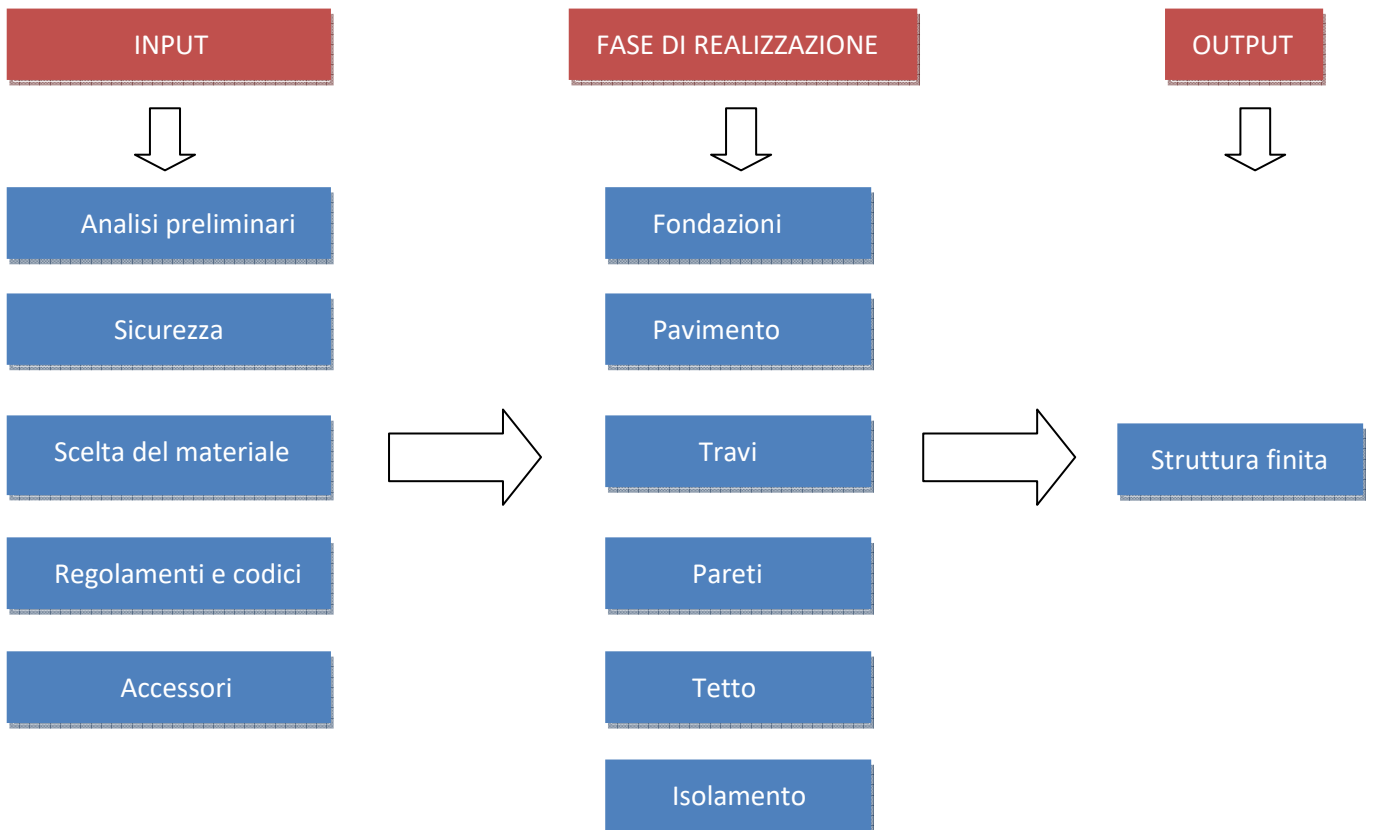 INPUT
FASE DI REALIZZAZIONE
OUTPUT
Analisi preliminari
Fondazioni
Sicurezza
Pavimento
Scelta del materiale
Travi
Struttura finita
Regolamenti e codici
Pareti
Accessori
Tetto
Isolamento